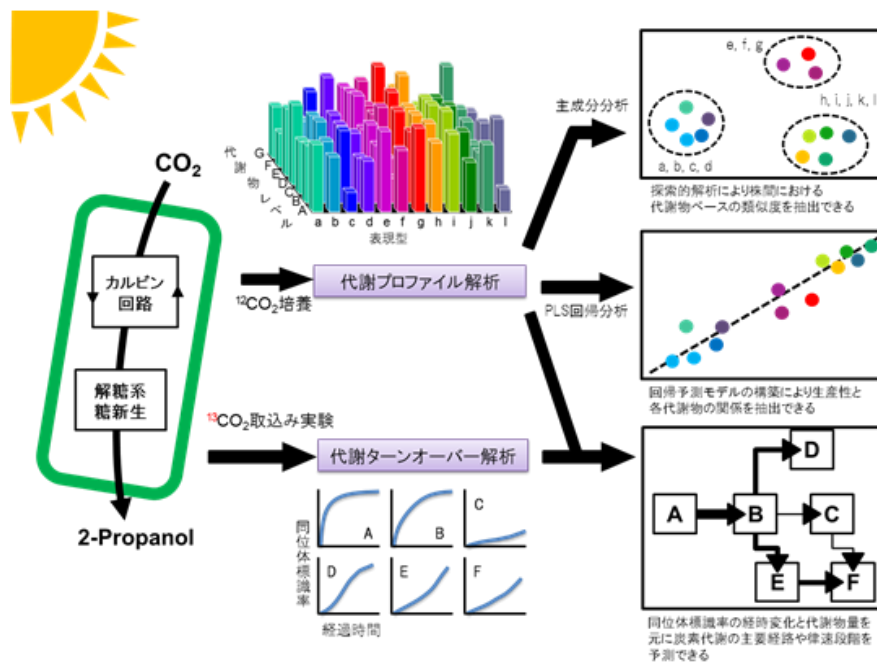 CO₂
カルビン
回路
解糖系
糖新生
2-Propanol
代謝物レベル
G
F
E
D
C
B
A
a b c d e f g h i j k l
表現型
¹²CO₂培養
代謝プロファイル解析
¹³CO₂取込み実験
代謝ターンオーバー解析
同位体標識率
A
B
C
D
E
F
経過時間
主成分分析
e, f, g
h, i, j, k, l
a, b, c, d
探索的解析により株間における
代謝物ベースの類似度を抽出できる
PLS回帰分析
回帰予測モデルの構築により生産性と
各代謝物の関係を抽出できる
D
A
B
C
E
F
同位体標識率の経時変化と代謝物量を
元に炭素代謝の主要経路や律速段階を
予測できる